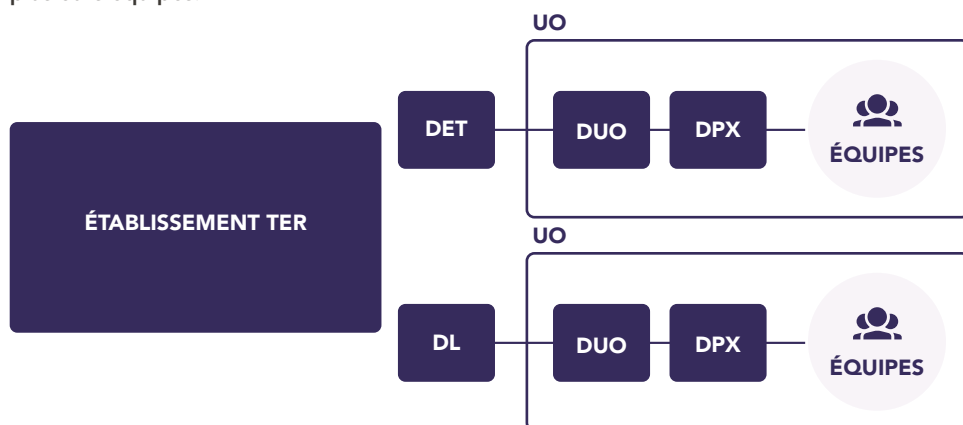 UO
DET
DUO
DPX
ÉQUIPES
ÉTABLISSEMENT TER
UO
DL
DUO
DPX
ÉQUIPES